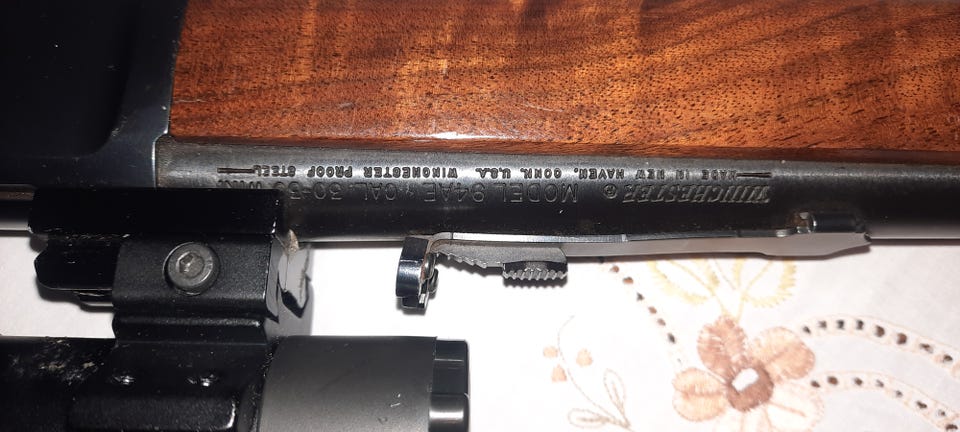 WINCHESTER® MODEL 94AE · CAL. 30-30 WIN.
MADE IN NEW HAVEN, CONN. U.S.A. WINCHESTER PROOF STEEL